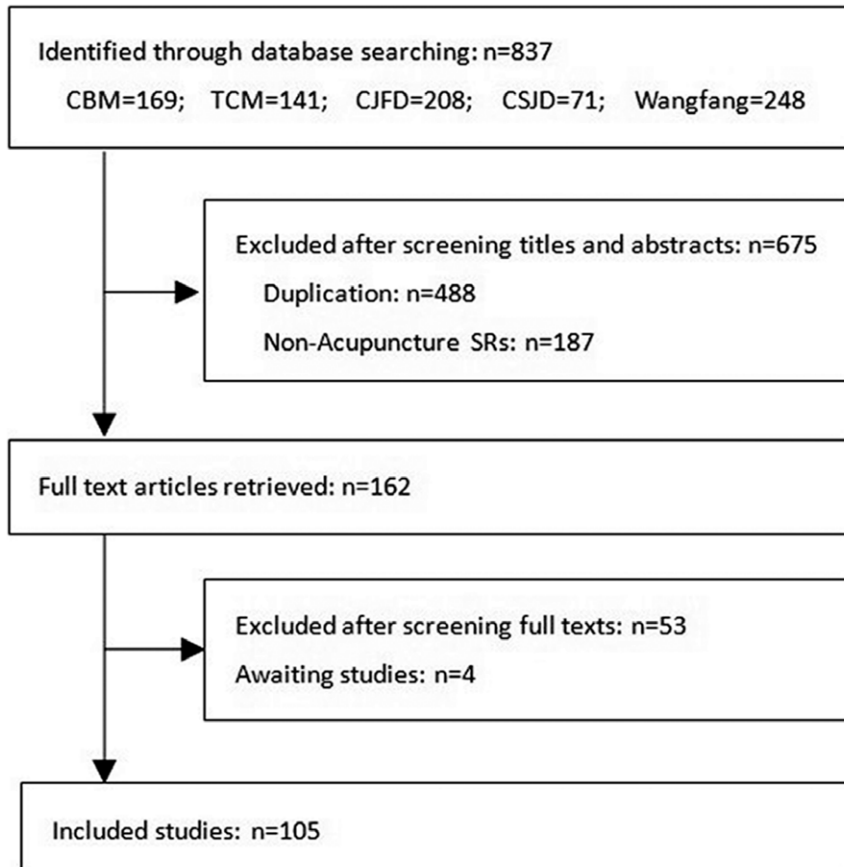 Identified through database searching: n=837
CBM=169; TCM=141; CJFD=208; CSJD=71; Wangfang=248
Excluded after screening titles and abstracts: n=675
Duplication: n=488
Non-Acupuncture SRs: n=187
Full text articles retrieved: n=162
Excluded after screening full texts: n=53
Awaiting studies: n=4
Included studies: n=105